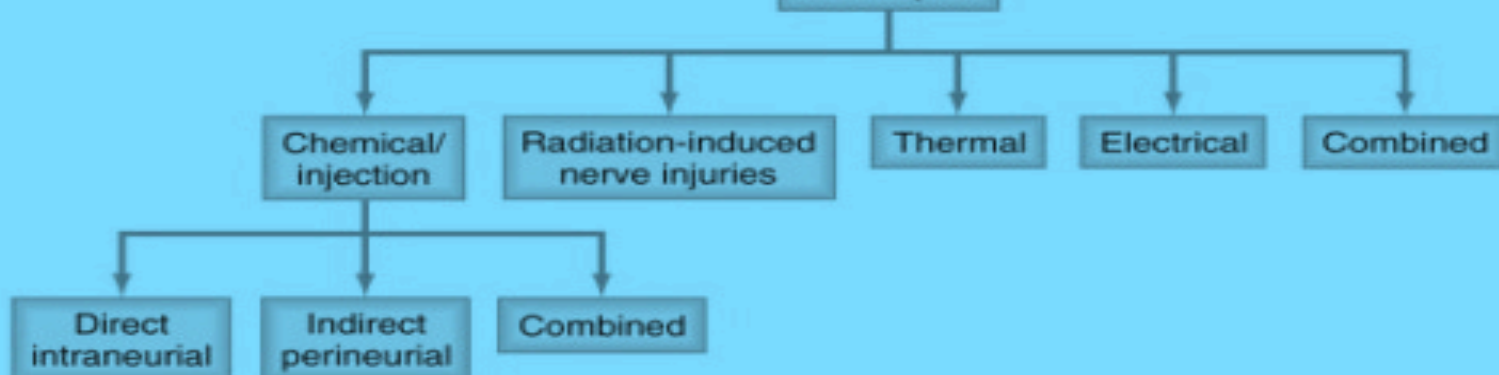 Chemical/
injection
Radiation-induced
nerve injuries
Thermal
Electrical
Combined
Direct
intraneurial
Indirect
perineurial
Combined